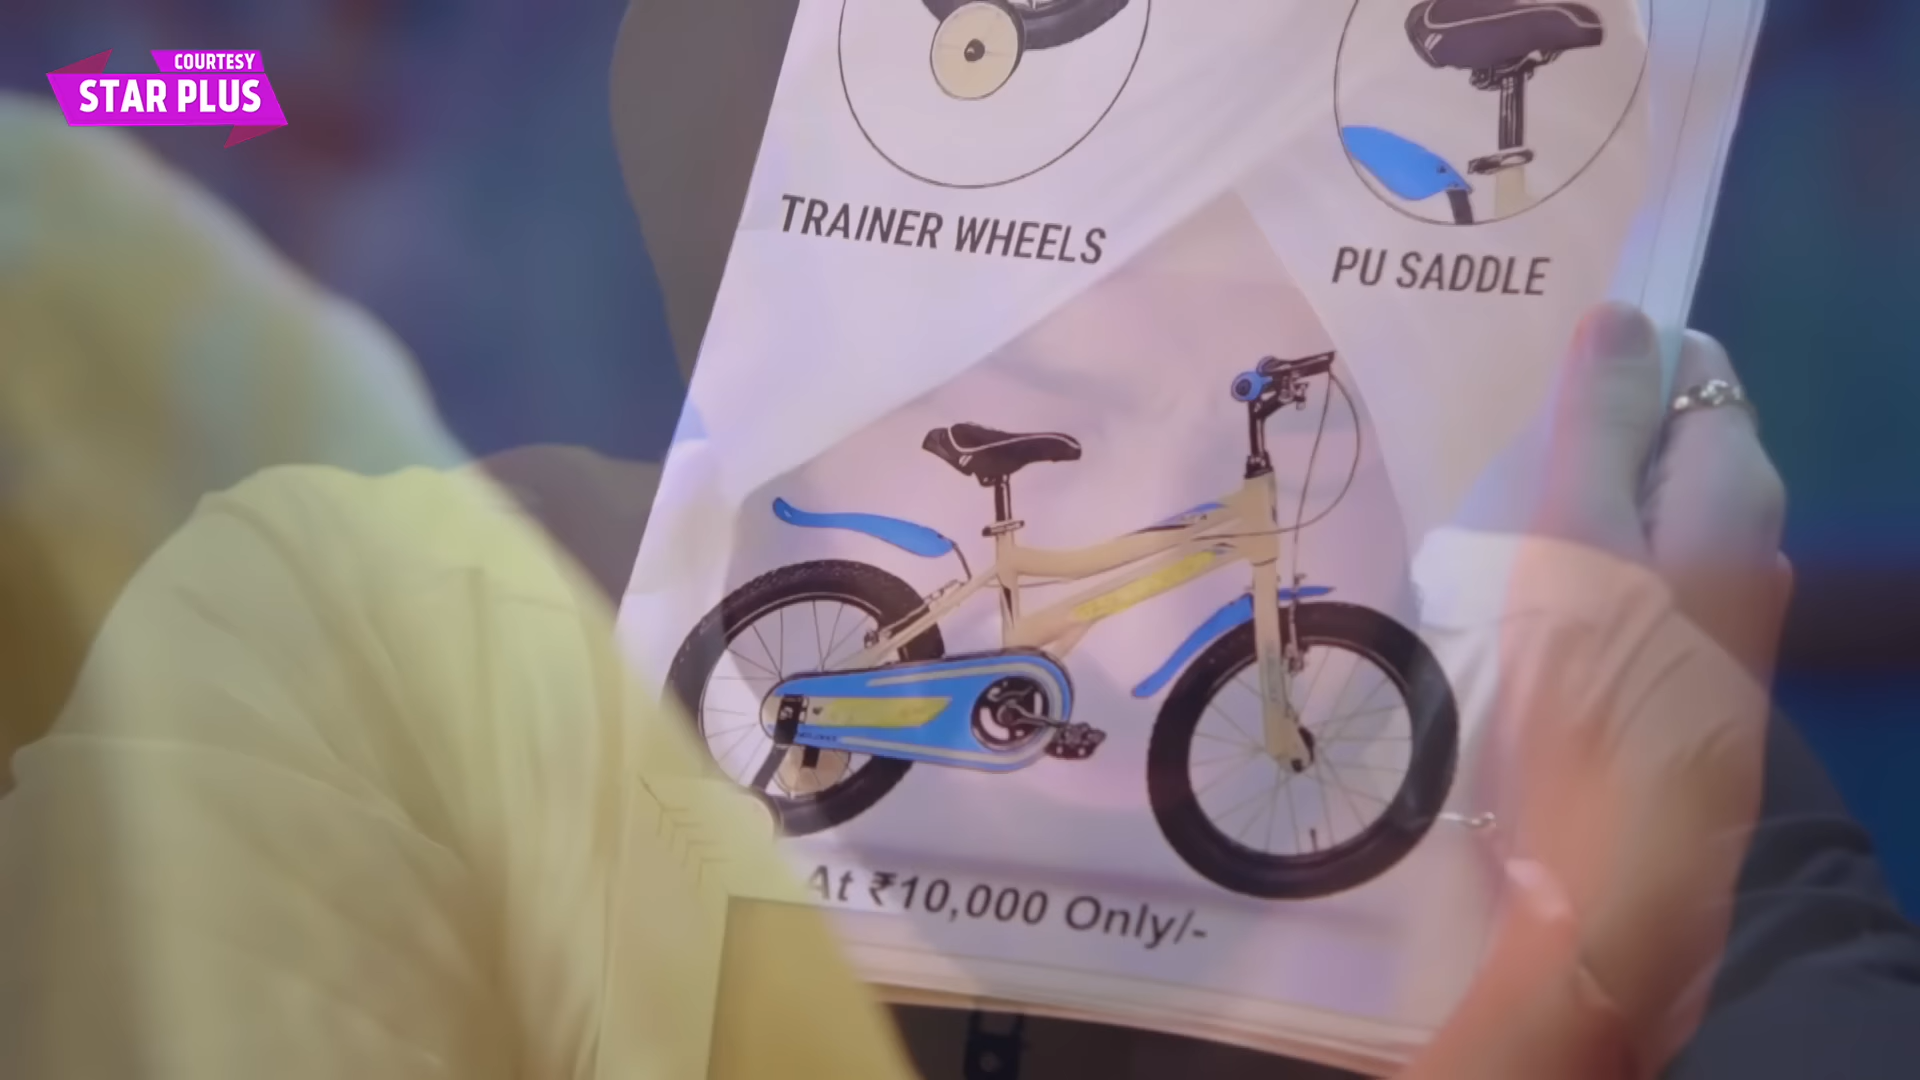 COURTESY
STAR PLUS
TRAINER WHEELS
PU SADDLE
At ₹10,000 Only/-